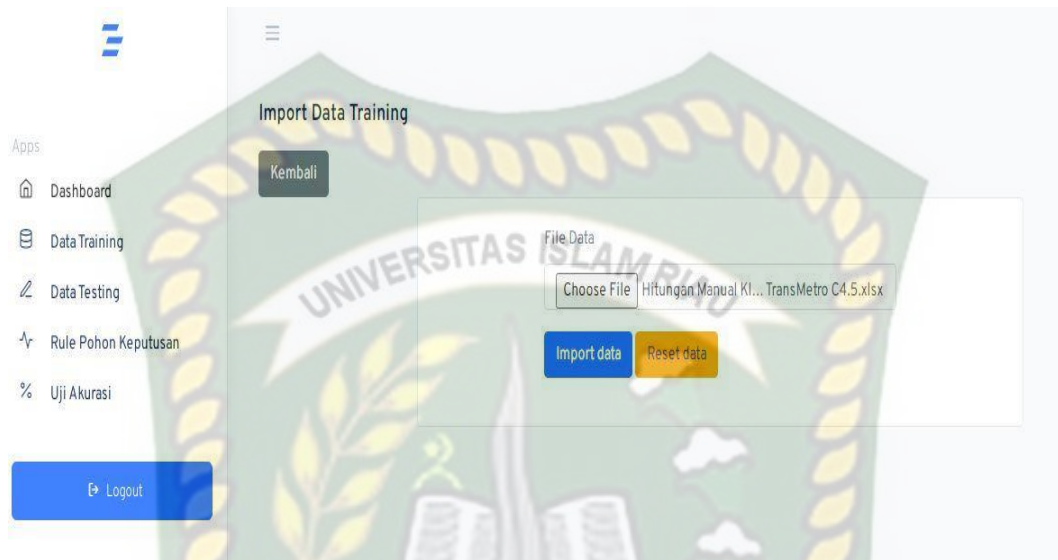 Import Data Training
Apps
Kembali
Dashboard
Data Training
Data Testing
Rule Pohon Keputusan
Uji Akurasi
Logout
File Data
Choose File Hitungan Manual Kl... TransMetro C4.5.xlsx
Import data Reset data
UNIVERSITAS ISLAM RIAU